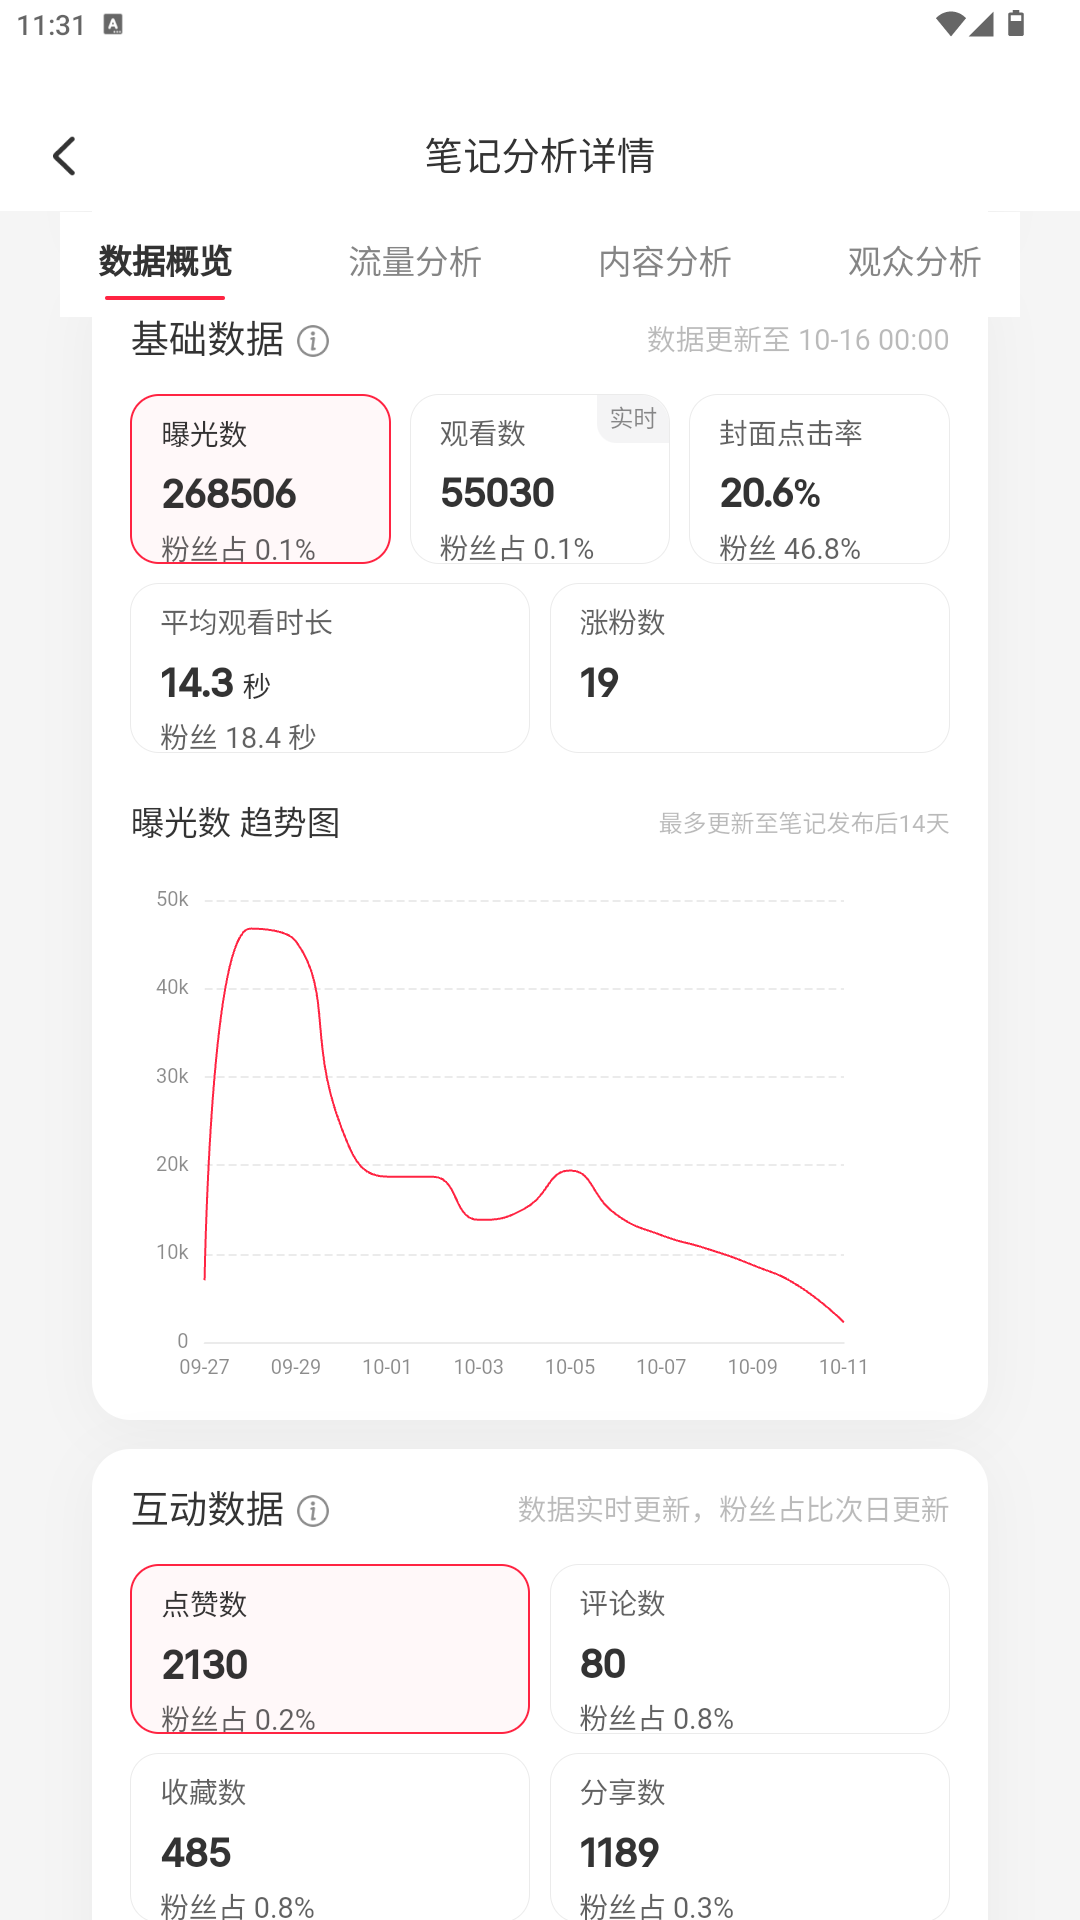 11:31
A
笔记分析详情
数据概览 流量分析 内容分析 观众分析
基础数据 数据更新至 10-16 00:00
曝光数
268506
粉丝占 0.1%
观看数 实时
55030
粉丝占 0.1%
封面点击率
20.6%
粉丝 46.8%
平均观看时长
14.3 秒
粉丝 18.4 秒
涨粉数
19
曝光数 趋势图 最多更新至笔记发布后14天
50k
40k
30k
20k
10k
0
09-27 09-29 10-01 10-03 10-05 10-07 10-09 10-11
互动数据 数据实时更新，粉丝占比次日更新
点赞数
2130
粉丝占 0.2%
评论数
80
粉丝占 0.8%
收藏数
485
粉丝占 0.8%
分享数
1189
粉丝占 0.3%